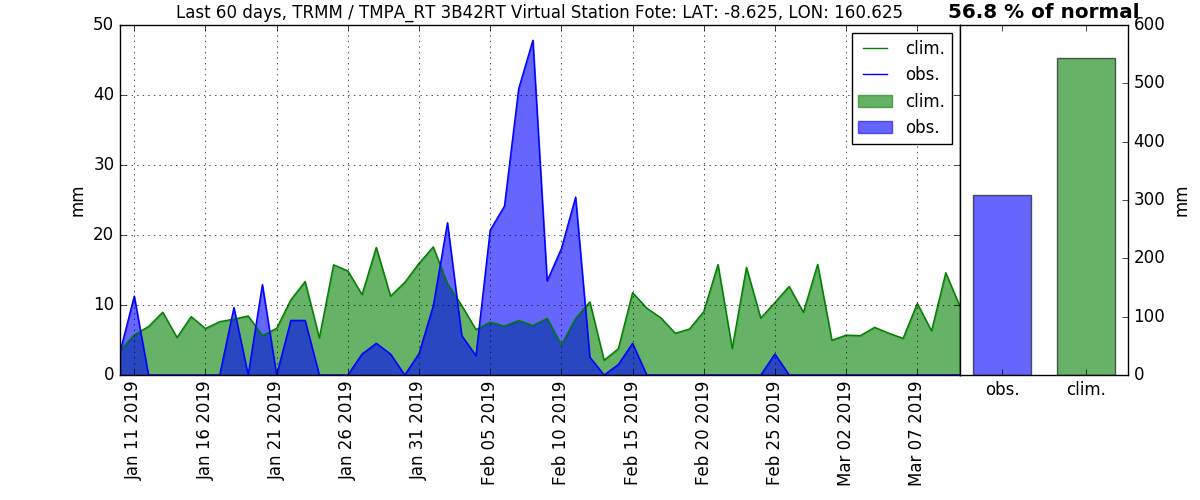 Last 60 days, TRMM / TMPA_RT 3B42RT Virtual Station Fote: LAT: -8.625, LON: 160.625
56.8 % of normal
50
40
30
20
10
0
mm
clim.
obs.
clim.
obs.
600
500
400
300
200
100
0
mm
obs.
clim.
Jan 11 2019
Jan 16 2019
Jan 21 2019
Jan 26 2019
Jan 31 2019
Feb 05 2019
Feb 10 2019
Feb 15 2019
Feb 20 2019
Feb 25 2019
Mar 02 2019
Mar 07 2019